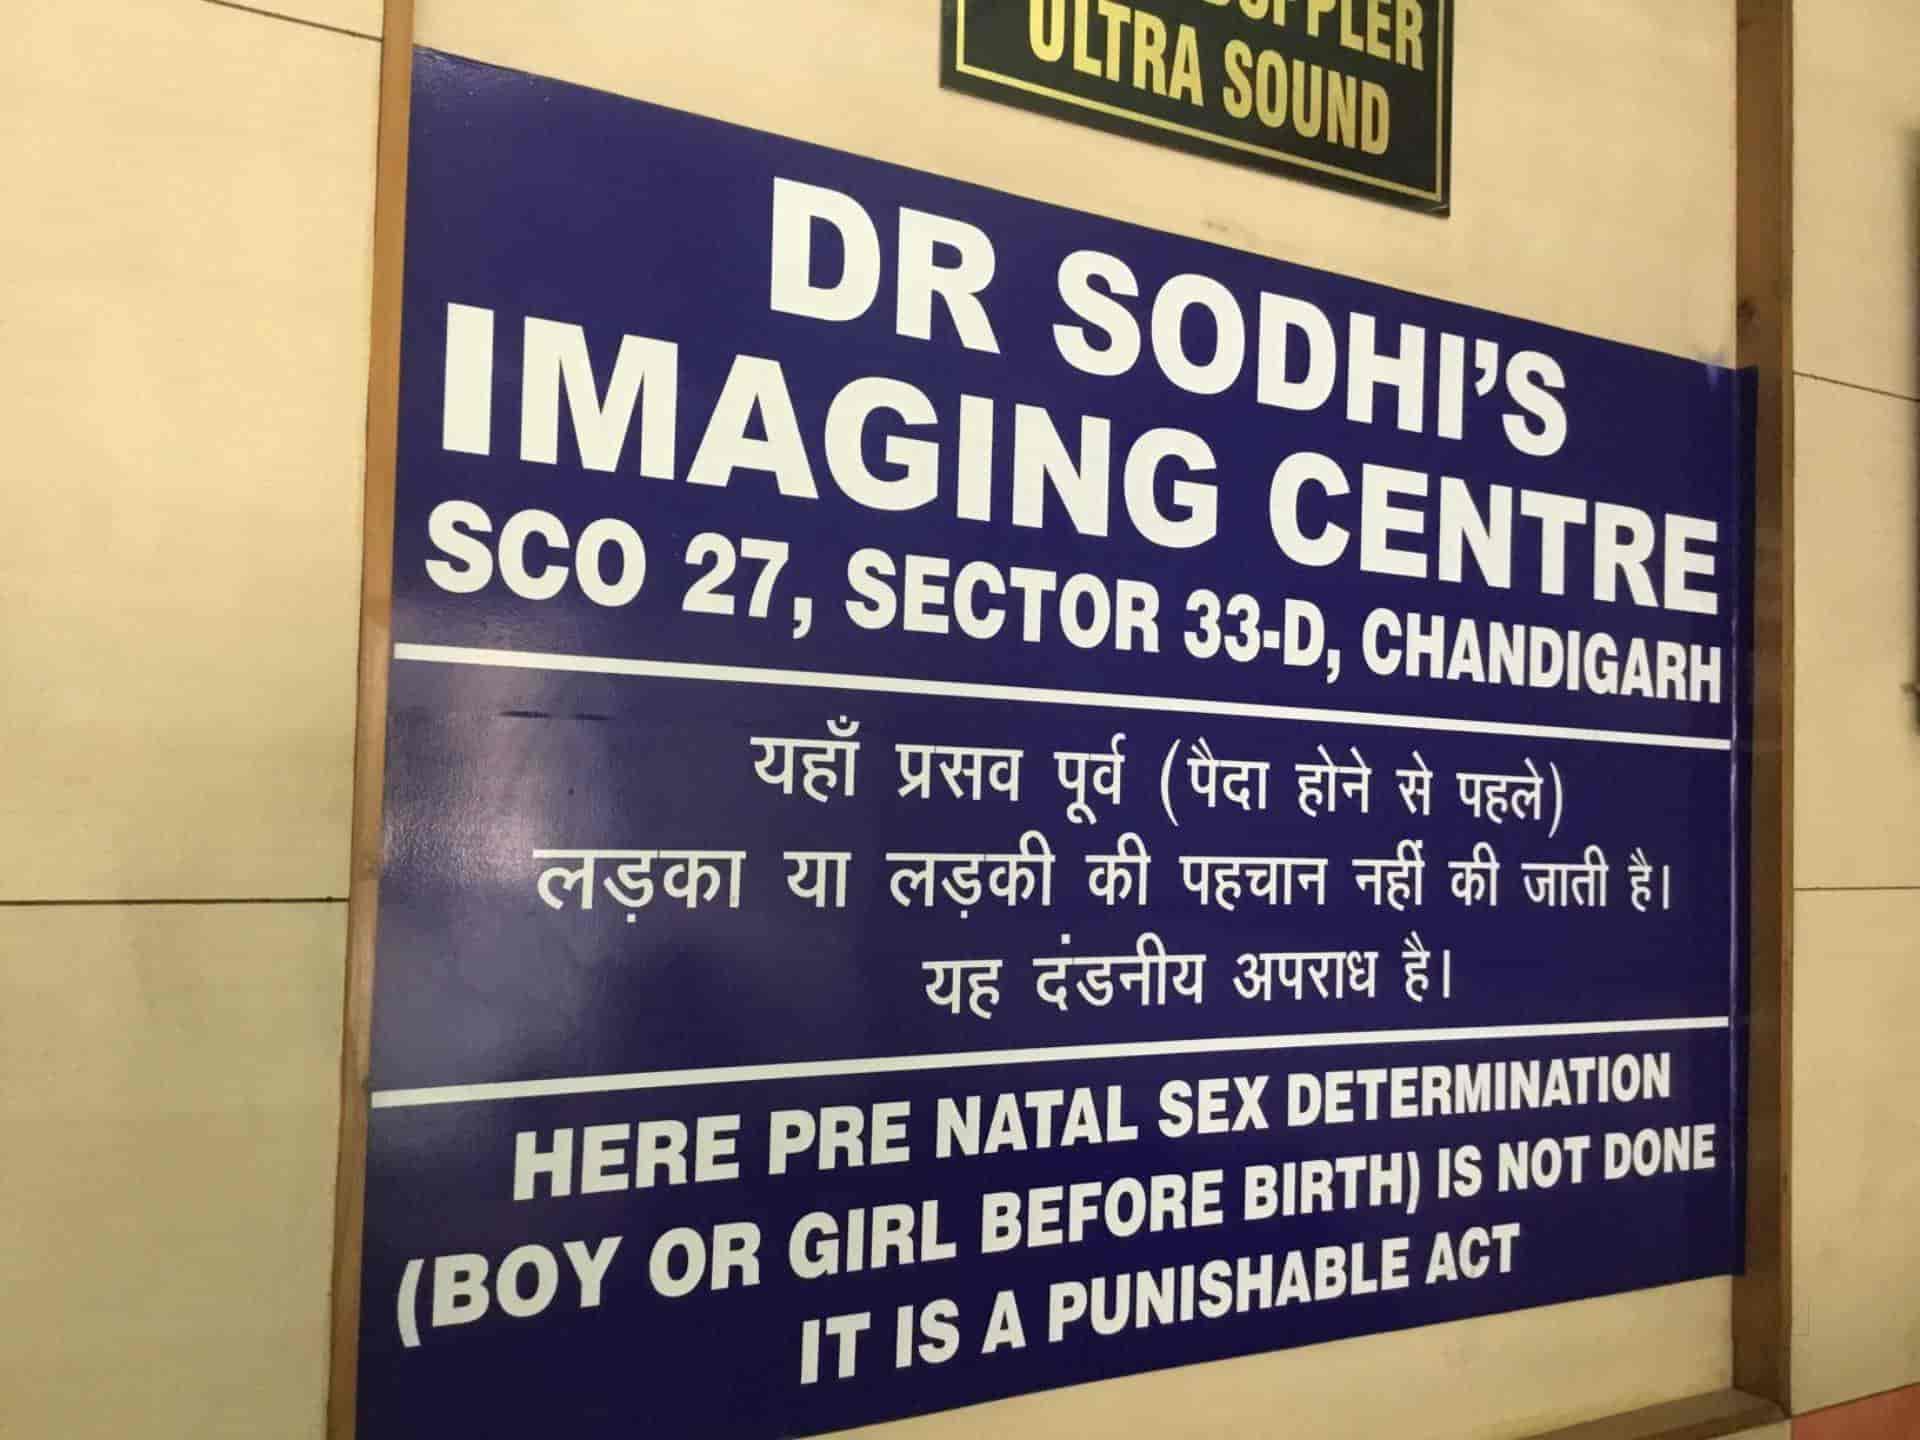 ULTRA SOUND
DR SODHI'S
IMAGING CENTRE
SCO 27, SECTOR 33-D, CHANDIGARH
यहाँ प्रसव पूर्व (पैदा होने से पहले)
लड़का या लड़की की पहचान नहीं की जाती है।
यह दंडनीय अपराध है।
HERE PRE NATAL SEX DETERMINATION
(BOY OR GIRL BEFORE BIRTH) IS NOT DONE
IT IS A PUNISHABLE ACT